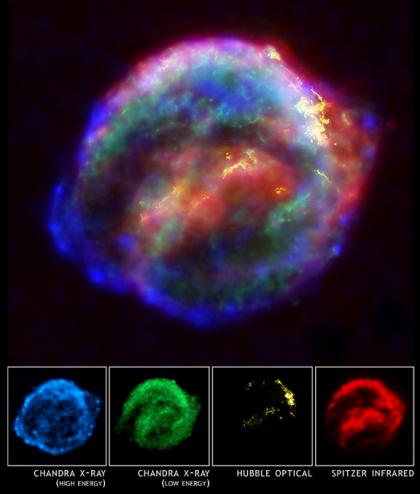 CHANDRA X-RAY
(HIGH ENERGY)
CHANDRA X-RAY
(LOW ENERGY)
HUBBLE OPTICAL
SPITZER INFRARED